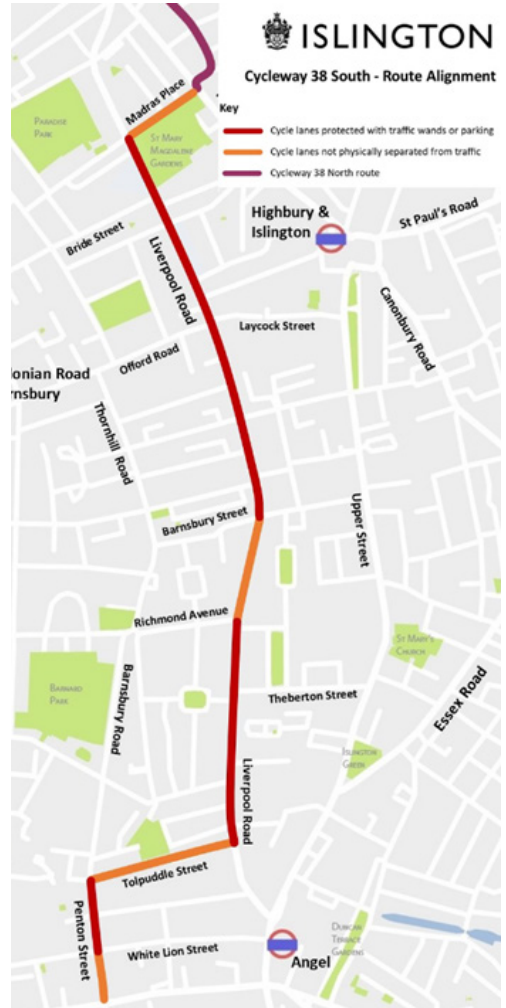 ISLINGTON
Cycleway 38 South - Route Alignment
Key
Cycle lanes protected with traffic wands or parking
Cycle lanes not physically separated from traffic
Cycleway 38 North route
Madras Place
PARADISE
PARK
ST MARY
MAGDALENE
GARDENS
Highbury &
Islington
St Paul's Road
Bride Street
Liverpool Road
Canonbury Road
Laycock Street
Offord Road
lonian Road
rnsbury
Thornhill Road
Upper Street
Barnsbury Street
Richmond Avenue
ST MARY'S
CHURCH
Barnsbury Road
BARNARD
PARK
Essex Road
Theberton Street
ISLINGTON
GREEN
Liverpool Road
Tolpuddle Street
Penton Street
White Lion Street
DUNCAN
TERRACE
GARDENS
Angel